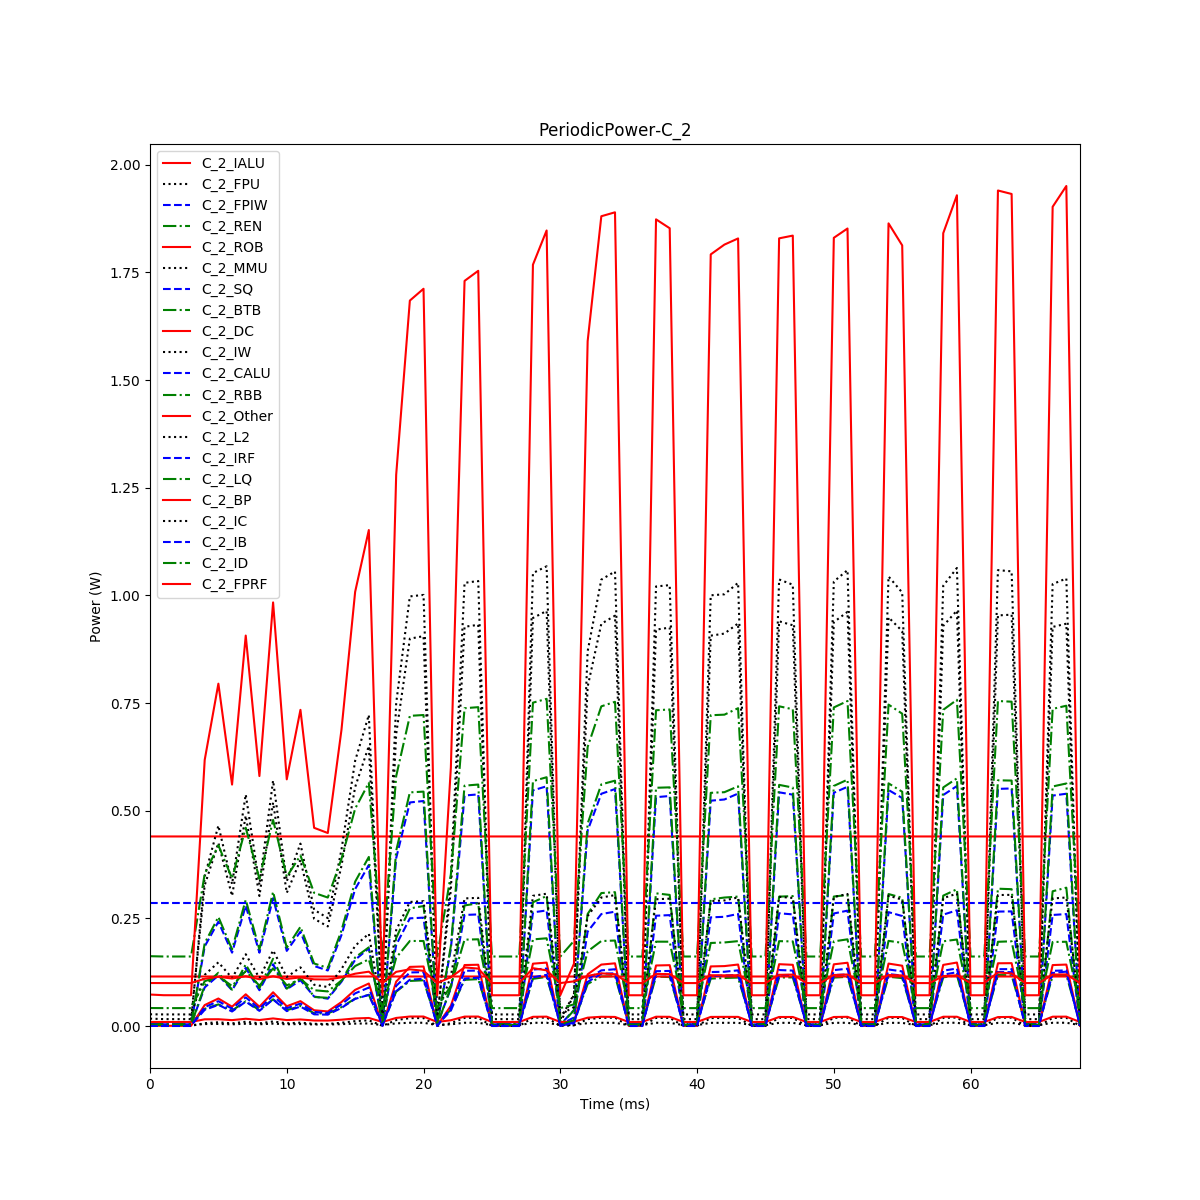 PeriodicPower-C_2
2.00
1.75
1.50
1.25
1.00
0.75
0.50
0.25
0.00
Power (W)
C_2_IALU
C_2_FPU
C_2_FPIW
C_2_REN
C_2_ROB
C_2_MMU
C_2_SQ
C_2_BTB
C_2_DC
C_2_IW
C_2_CALU
C_2_RBB
C_2_Other
C_2_L2
C_2_IRF
C_2_LQ
C_2_BP
C_2_IC
C_2_IB
C_2_ID
C_2_FPRF
0 10 20 30 40 50 60
Time (ms)